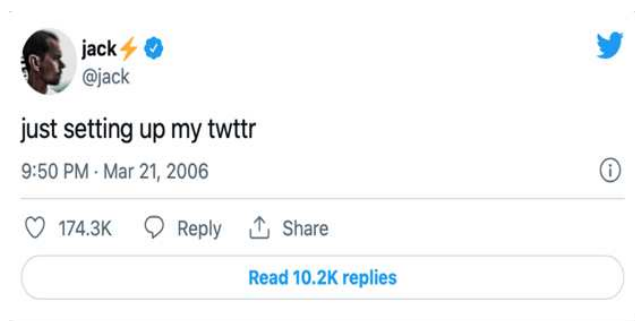 jack⚡
@jack
just setting up my twttr
9:50 PM · Mar 21, 2006
174.3K Reply Share
Read 10.2K replies